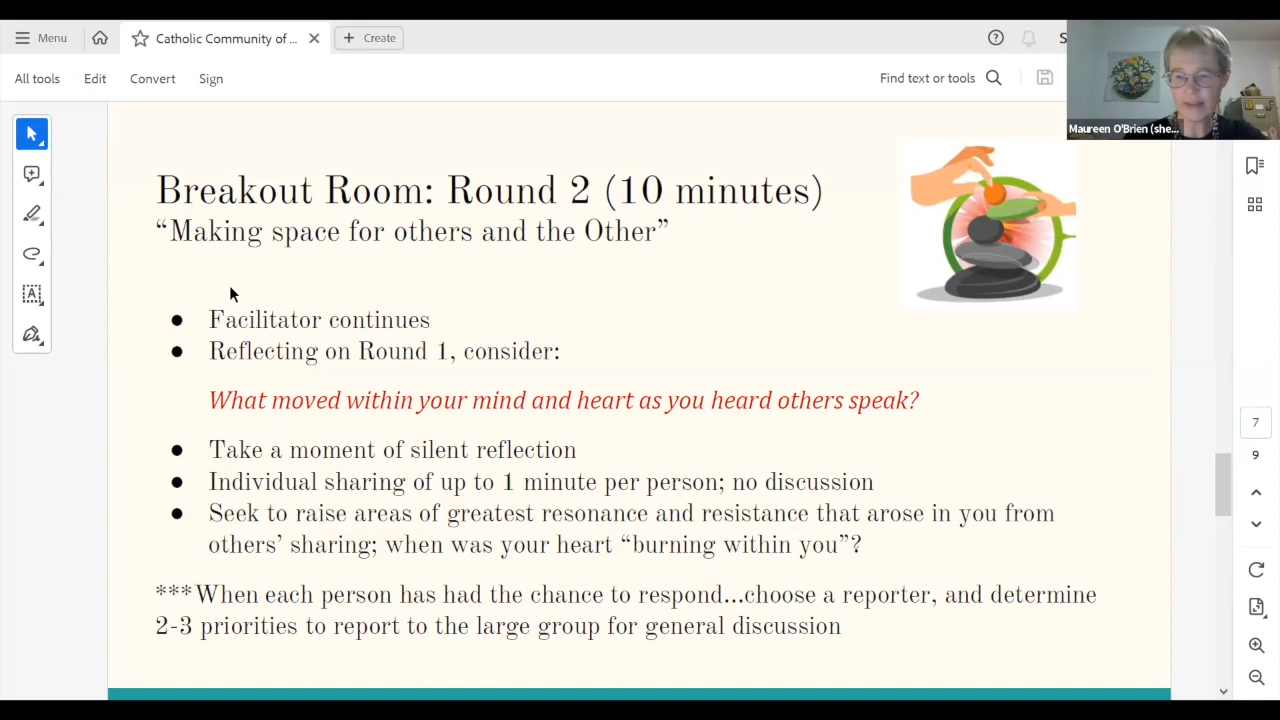 Menu
Catholic Community of ...
Create
S
All tools
Edit
Convert
Sign
Find text or tools
Maureen O'Brien (she...
Breakout Room: Round 2 (10 minutes)
“Making space for others and the Other”
● Facilitator continues
● Reflecting on Round 1, consider:
What moved within your mind and heart as you heard others speak?
● Take a moment of silent reflection
● Individual sharing of up to 1 minute per person; no discussion
● Seek to raise areas of greatest resonance and resistance that arose in you from
others’ sharing; when was your heart “burning within you”?
***When each person has had the chance to respond...choose a reporter, and determine
2-3 priorities to report to the large group for general discussion
7
9